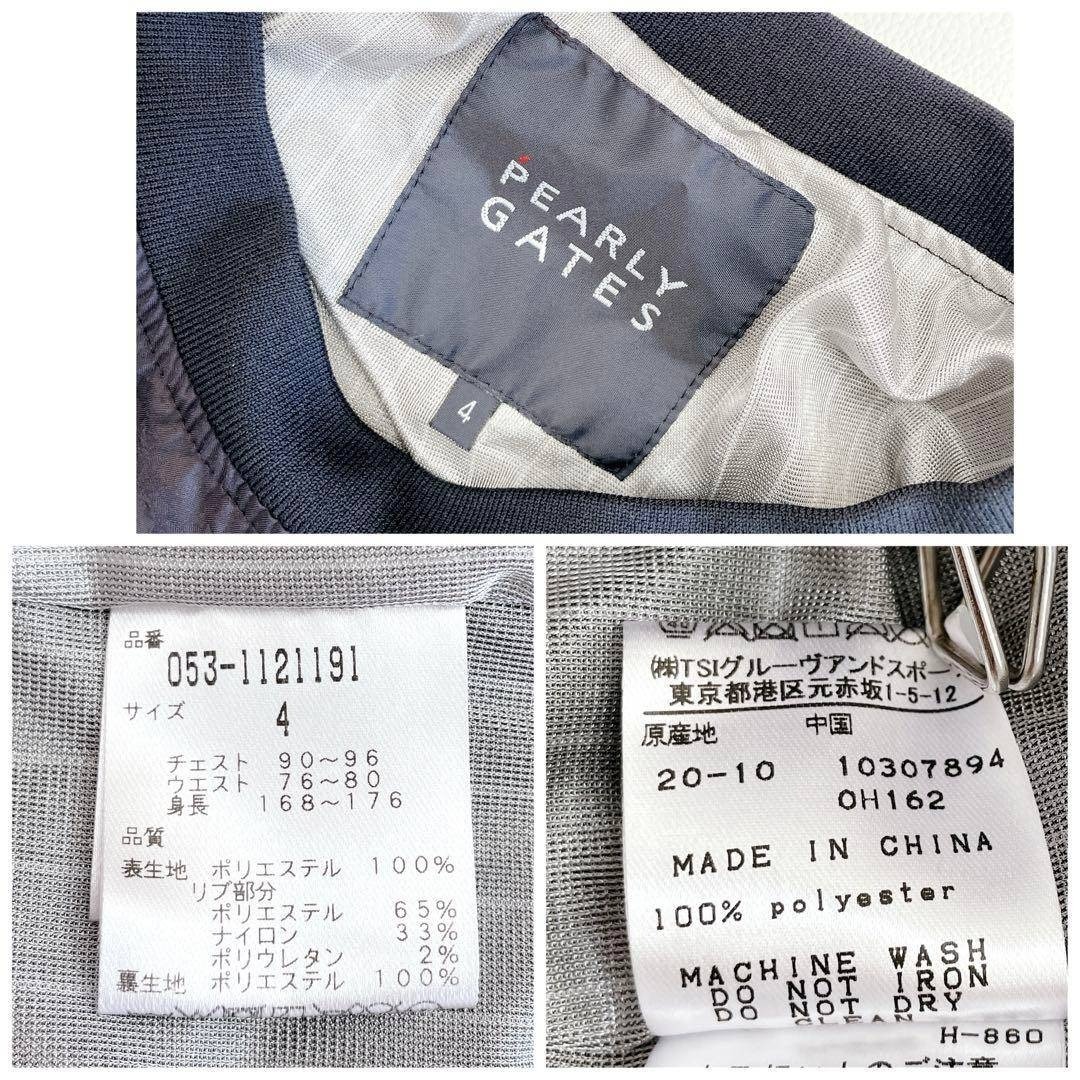 PEARLY
GATES
4
品番
053-1121191
サイズ 4
チェスト 90~96
ウエスト 76~80
身長 168~176
品質
表生地 ポリエステル 100%
リブ部分
ポリエステル 65%
ナイロン 33%
ポリウレタン 2%
裏生地 ポリエステル 100%
㈱TSIグルーヴアンドスポー
東京都港区元赤坂1-5-12
原産地 中国
20-10 10307894
OH162
MADE IN CHINA
100% polyester
MACHINE WASH
DO NOT IRON
DO NOT DRY
CLEAN
H-860
のご注意